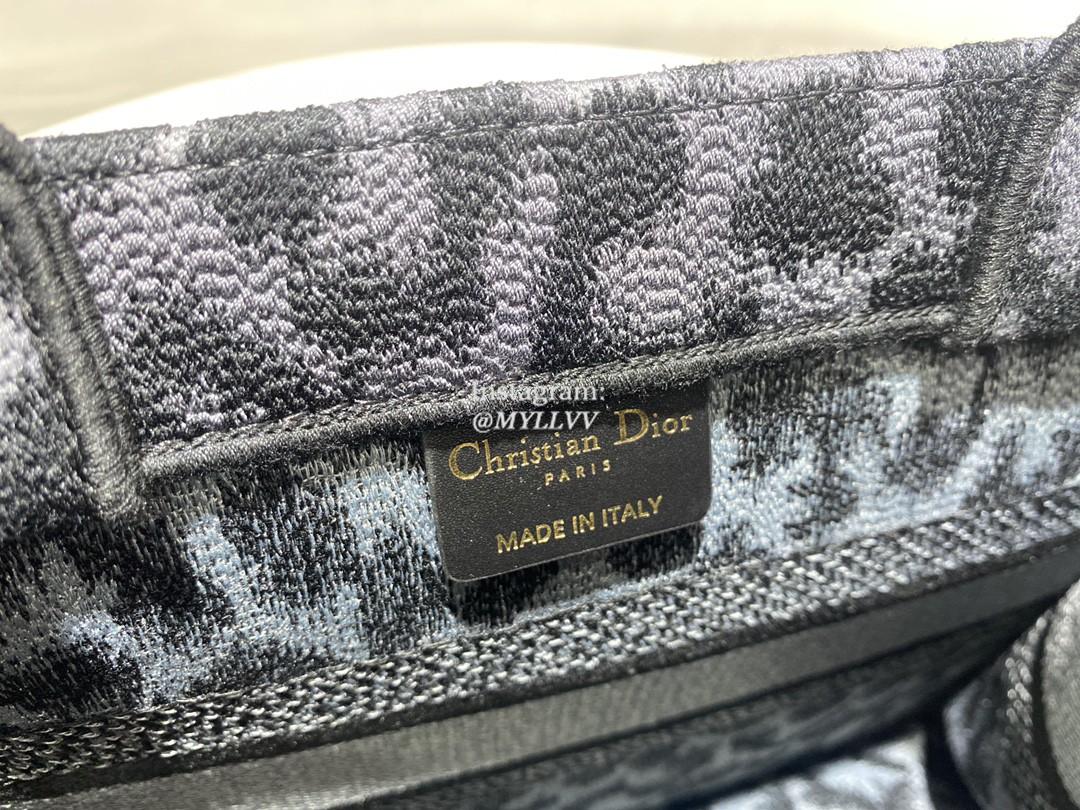 Instagram:
@MYLLVV
Christian Dior
PARIS
MADE IN ITALY